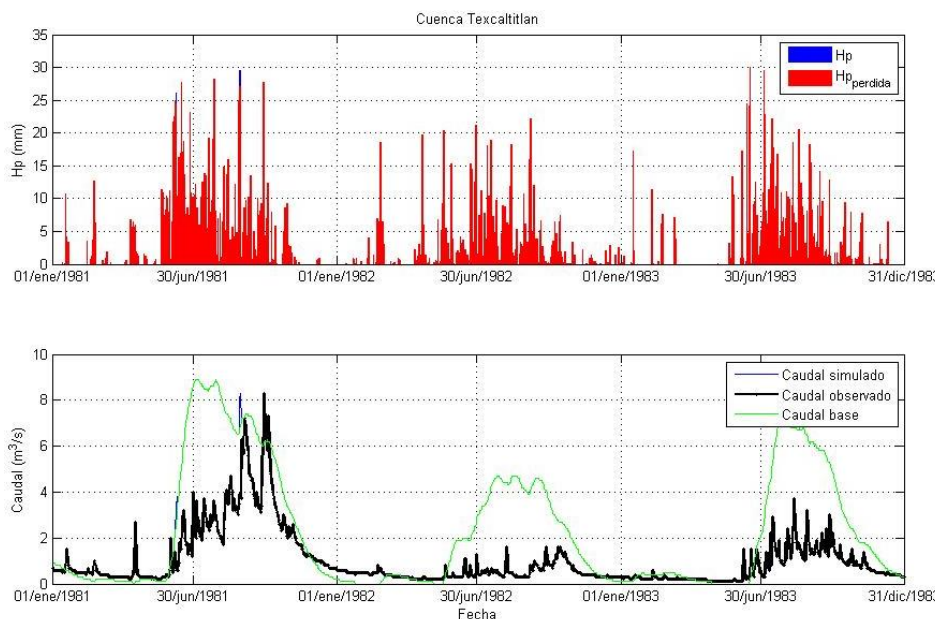 Cuenca Texcaltitlan
35
30
25
20
15
10
5
0
Hp (mm)
Hp
Hp perdida
01/ene/1981 30/jun/1981 01/ene/1982 30/jun/1982 01/ene/1983 30/jun/1983 31/dic/1983
10
8
6
4
2
0
Caudal (m³/s)
Caudal simulado
Caudal observado
Caudal base
01/ene/1981 30/jun/1981 01/ene/1982 30/jun/1982 01/ene/1983 30/jun/1983 31/dic/1983
Fecha